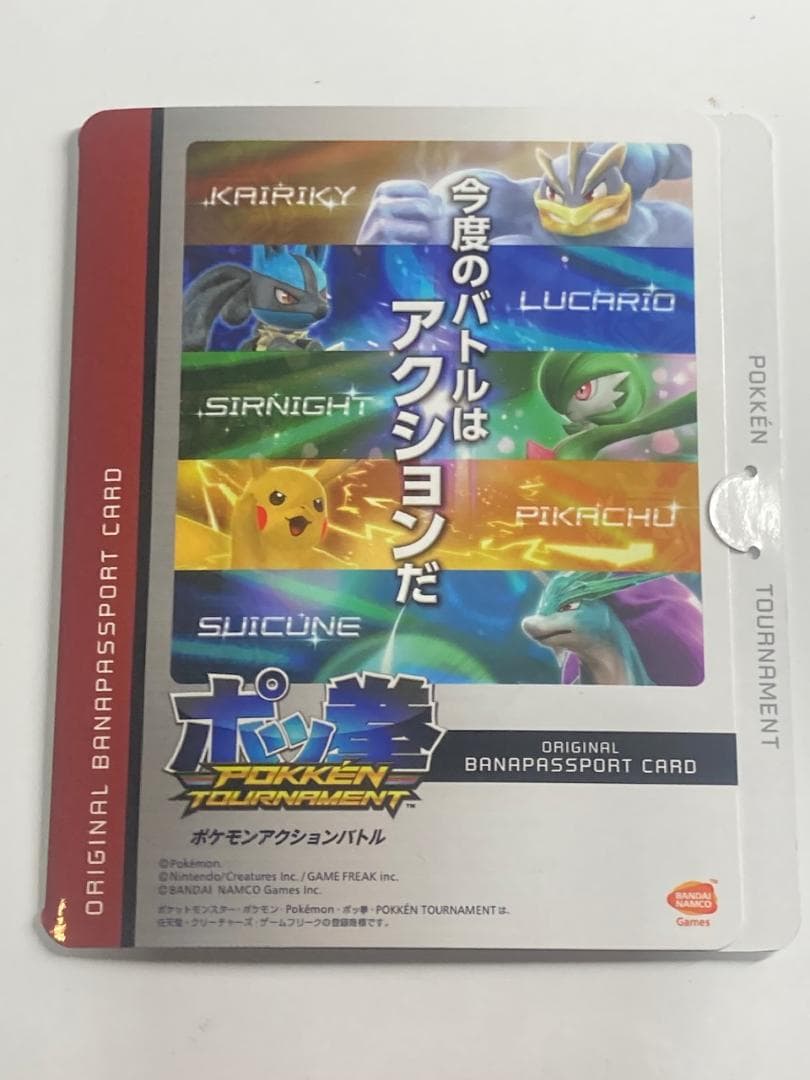 KAIRIKY
今度のバトルは
アクションだ
LUCARIO
SIRNIGHT
PIKACHU
SUICUNE
ポッ拳
POKKÉN
TOURNAMENT™
ポケモンアクションバトル
ORIGINAL
BANAPASSPORT CARD
©Pokémon.
©Nintendo/Creatures Inc. / GAME FREAK inc.
©BANDAI NAMCO Games Inc.
ポケットモンスター・ポケモン・Pokémon・ポッ拳・POKKÉN TOURNAMENTは、
任天堂・クリーチャーズ・ゲームフリークの登録商標です。
BANDAI
NAMCO
Games
™
ORIGINAL BANAPASSPORT CARD
POKKÉN TOURNAMENT